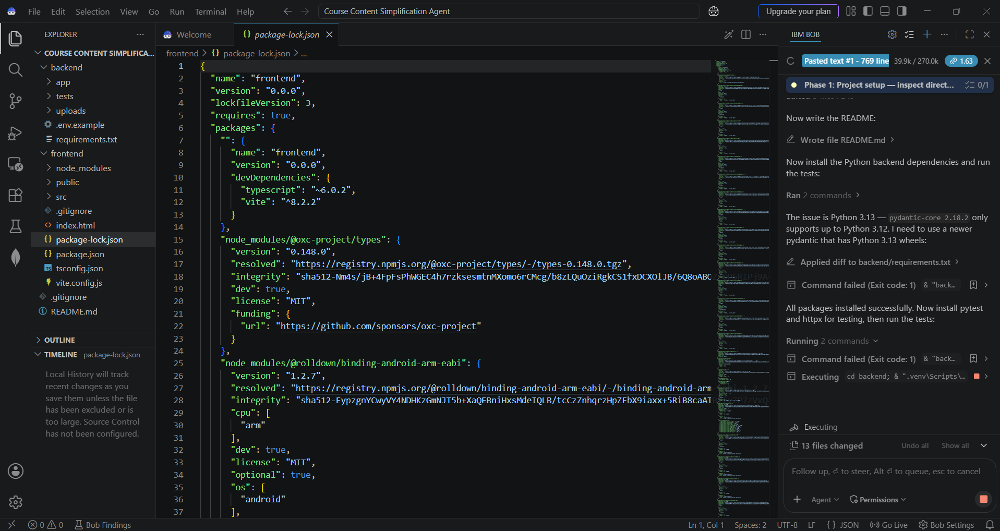 File Edit Selection View Go Run Terminal Help
Course Content Simplification Agent
Upgrade your plan
EXPLORER
COURSE CONTENT SIMPLIFICA...
backend
app
tests
uploads
.env.example
requirements.txt
frontend
node_modules
public
src
.gitignore
index.html
package-lock.json
package.json
tsconfig.json
vite.config.js
.gitignore
README.md
OUTLINE
TIMELINE package-lock.json
Local History will track
recent changes as you
save them unless the file
has been excluded or is
too large. Source Control
has not been configured.
Welcome
{} package-lock.json
frontend > {} package-lock.json > ...
1 {
2 "name": "frontend",
3 "version": "0.0.0",
4 "lockfileVersion": 3,
5 "requires": true,
6 "packages": {
7 "": {
8 "name": "frontend",
9 "version": "0.0.0",
10 "devDependencies": {
11 "typescript": "~6.0.2",
12 "vite": "^8.2.2"
13 }
14 },
15 "node_modules/@oxc-project/types": {
16 "version": "0.148.0",
17 "resolved": "https://registry.npmjs.org/@oxc-project/types/-/types-0.148.0.tgz",
18 "integrity": "sha512-Nm4s/jB+4FpFsPhWGEC4h7rzksesmtnMXomo6rCMcg/b8zLQuOziRgkCS1fxDCXOlJB/6Q8oABC
19 "dev": true,
20 "license": "MIT",
21 "funding": {
22 "url": "https://github.com/sponsors/oxc-project"
23 }
24 },
25 "node_modules/@rolldown/binding-android-arm-eabi": {
26 "version": "1.2.7",
27 "resolved": "https://registry.npmjs.org/@rolldown/binding-android-arm-eabi/-/binding-android-arm
28 "integrity": "sha512-EypzgnYCwyVY4NDHKzGmNJT5b+XaQEBniHxsMdeIQLB/tcCzZnhqrzHpZFbX9iaxx+5RiB8caAT
29 "cpu": [
30 "arm"
31 ],
32 "dev": true,
33 "license": "MIT",
34 "optional": true,
35 "os": [
36 "android"
37 ],
IBM BOB
Pasted text #1 - 769 line 39.9k / 270.0k 1.63
Phase 1: Project setup — inspect direct... 0/1
Now write the README:
Wrote file README.md
Now install the Python backend dependencies and run
the tests:
Ran 2 commands
The issue is Python 3.13 — pydantic-core 2.18.2 only
supports up to Python 3.12. I need to use a newer
pydantic that has Python 3.13 wheels:
Applied diff to backend/requirements.txt
Command failed (Exit code: 1) & "back...
All packages installed successfully. Now install pytest
and httpx for testing, then run the tests:
Running 2 commands
Command failed (Exit code: 1) & "back...
Executing cd backend; & ".venv\Scripts\...
Executing
13 files changed Undo all Show all
Follow up, ⏎ to steer, Alt ⏎ to queue, esc to cancel
Agent Permissions
0 0 Bob Findings
Ln 1, Col 1 Spaces: 2 UTF-8 LF {} JSON Go Live Bob Settings